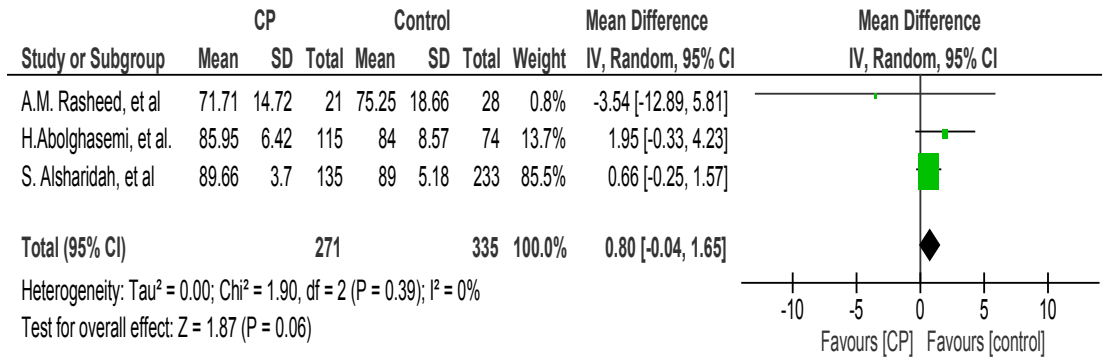 CP Control Mean Difference Mean Difference
Study or Subgroup Mean SD Total Mean SD Total Weight IV, Random, 95% CI IV, Random, 95% CI
A.M. Rasheed, et al 71.71 14.72 21 75.25 18.66 28 0.8% -3.54 [-12.89, 5.81]
H.Abolghasemi, et al. 85.95 6.42 115 84 8.57 74 13.7% 1.95 [-0.33, 4.23]
S. Alsharidah, et al 89.66 3.7 135 89 5.18 233 85.5% 0.66 [-0.25, 1.57]
Total (95% CI) 271 335 100.0% 0.80 [-0.04, 1.65]
Heterogeneity: Tau² = 0.00; Chi² = 1.90, df = 2 (P = 0.39); I² = 0%
Test for overall effect: Z = 1.87 (P = 0.06)
-10 -5 0 5 10
Favours [CP] Favours [control]